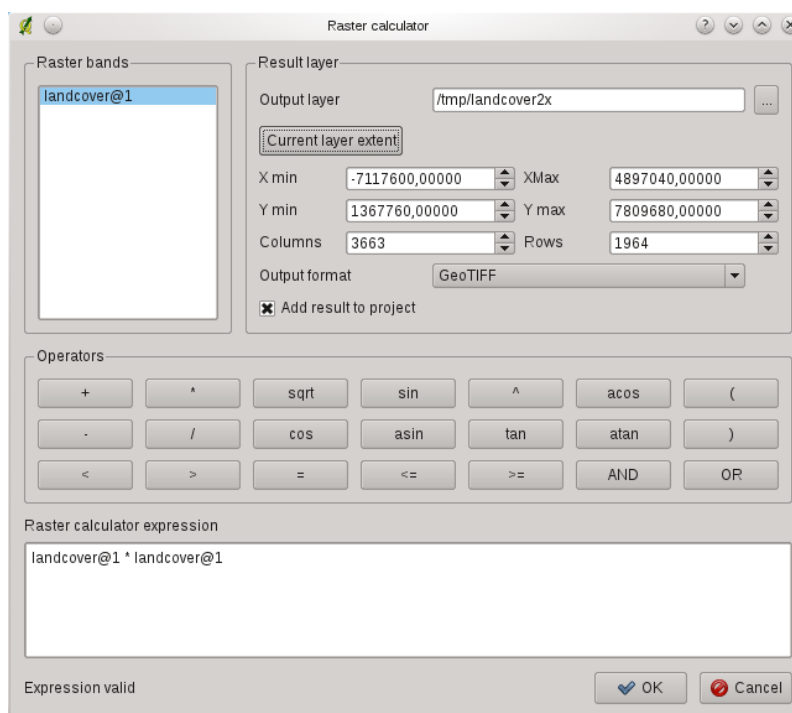 Raster calculator
Raster bands
landcover@1
Result layer
Output layer /tmp/landcover2x ...
Current layer extent
X min -7117600,00000 XMax 4897040,00000
Y min 1367760,00000 Y max 7809680,00000
Columns 3663 Rows 1964
Output format GeoTIFF
Add result to project
Operators
+ * sqrt sin ^ acos (
- / cos asin tan atan )
< > = <= >= AND OR
Raster calculator expression
landcover@1 * landcover@1
Expression valid OK Cancel